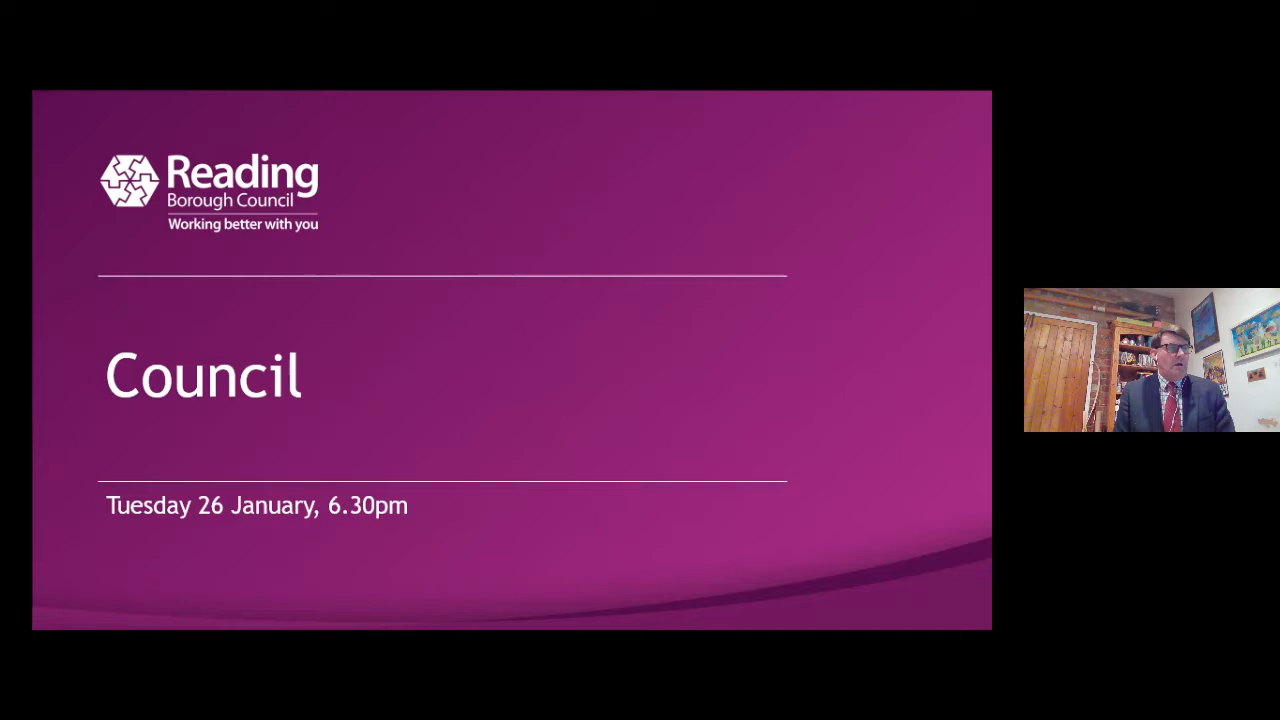 Reading
Borough Council
Working better with you
Council
Tuesday 26 January, 6.30pm